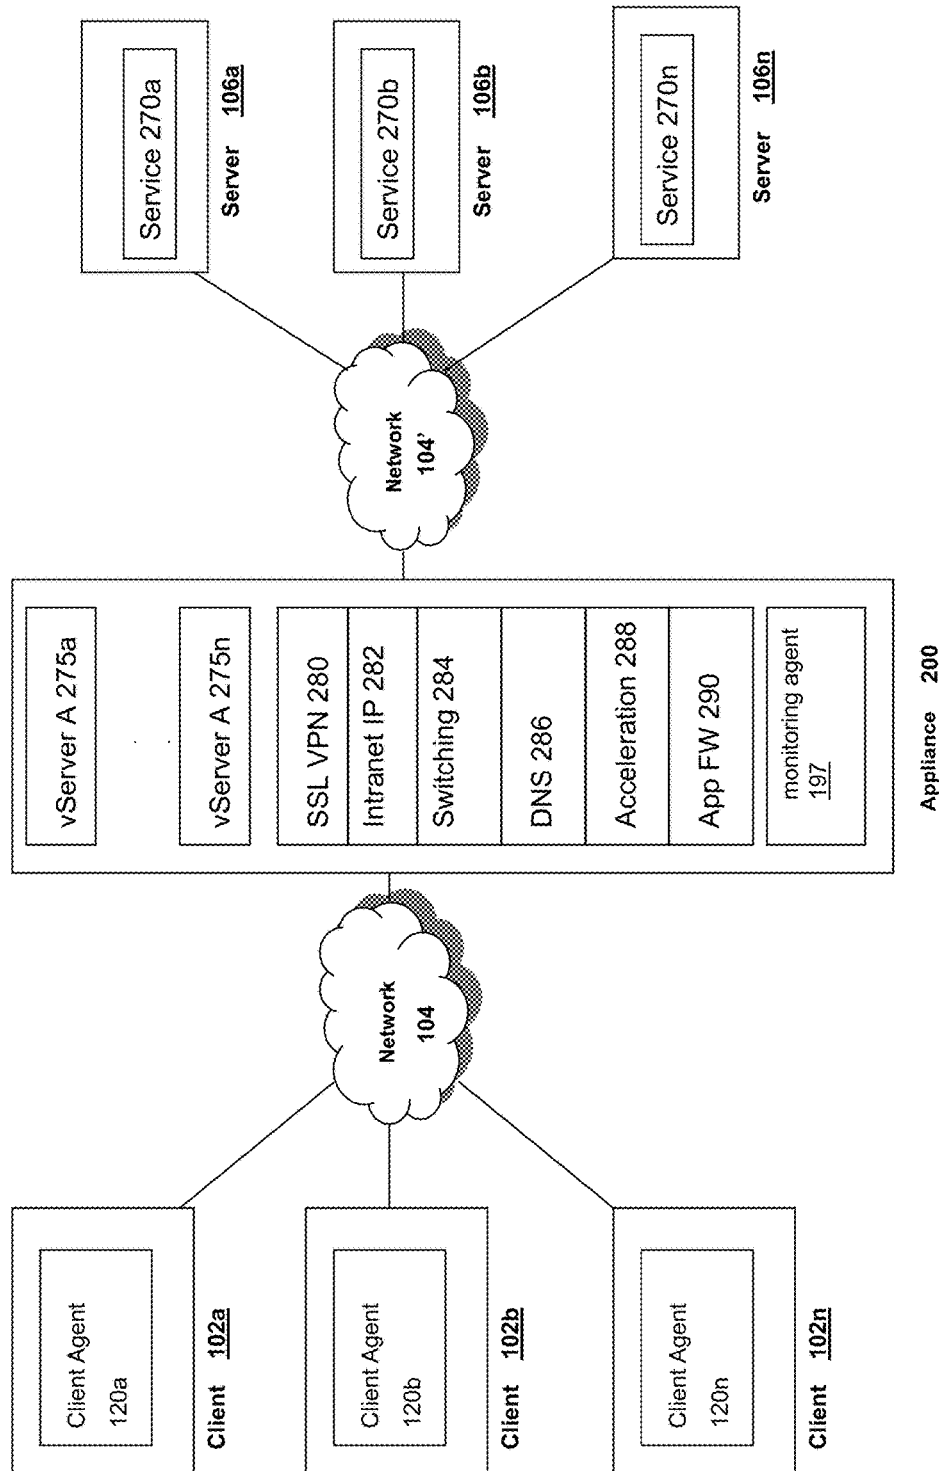 Client Agent
120a
Client 102a
Client Agent
120b
Client 102b
Client Agent
120n
Client 102n
Network
104
vServer A 275a
vServer A 275n
SSL VPN 280
Intranet IP 282
Switching 284
DNS 286
Acceleration 288
App FW 290
monitoring agent
197
Appliance 200
Network
104'
Service 270a
Server 106a
Service 270b
Server 106b
Service 270n
Server 106n